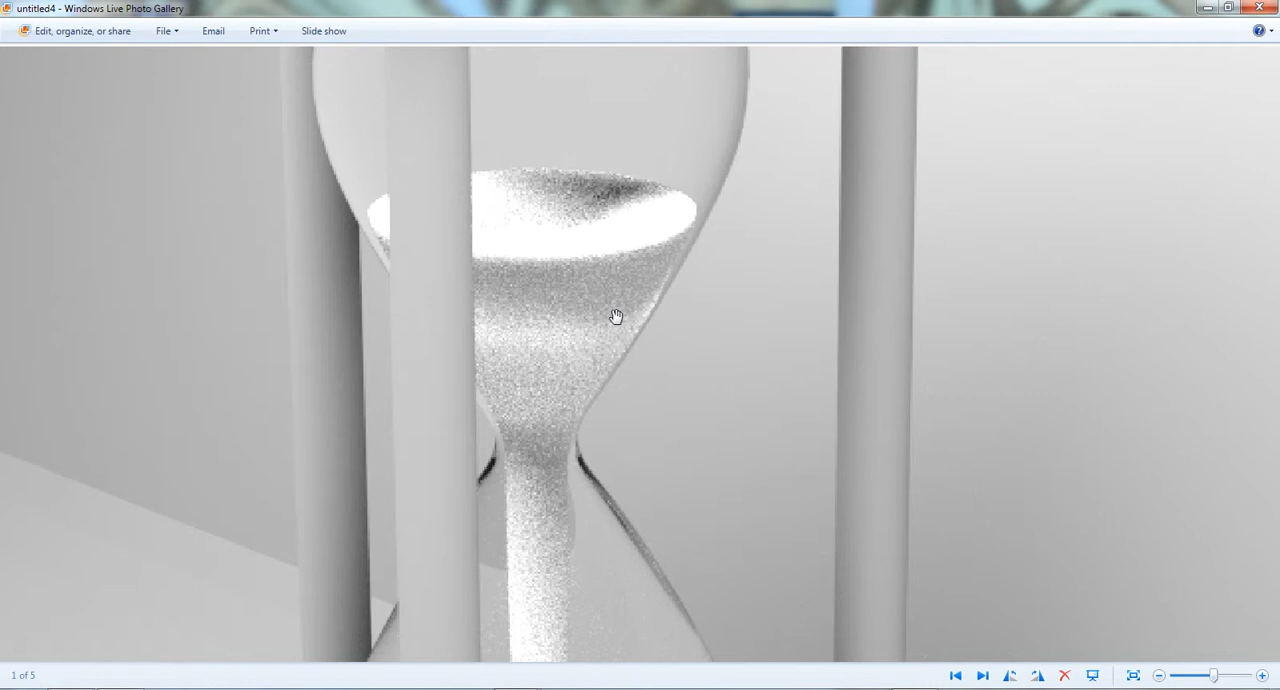 untitled4 - Windows Live Photo Gallery
Edit, organize, or share File Email Print Slide show
1 of 5